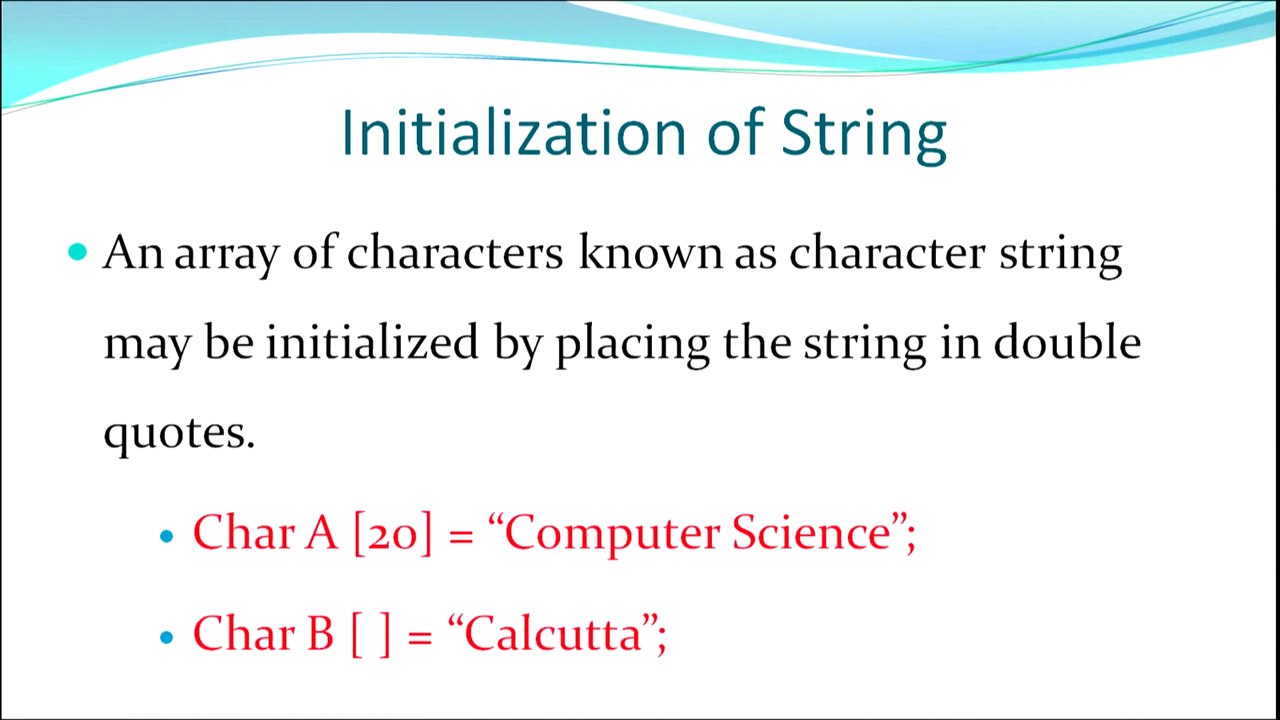 Initialization of String
• An array of characters known as character string
may be initialized by placing the string in double
quotes.
• Char A [20] = “Computer Science”;
• Char B [ ] = “Calcutta”;